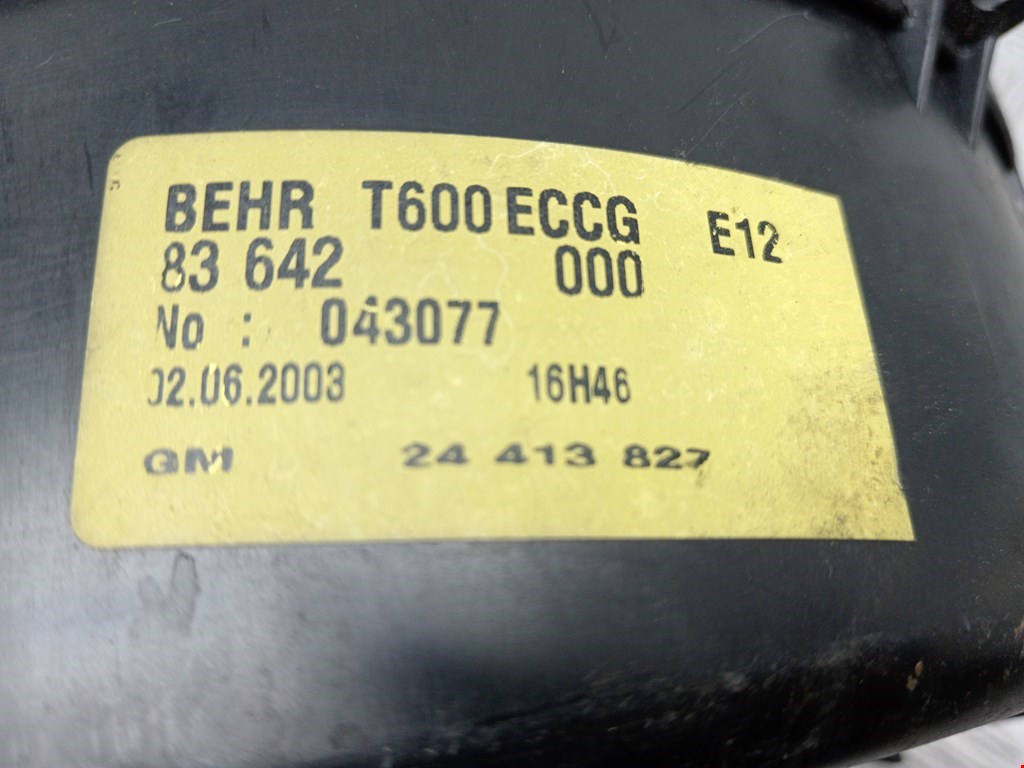 BEHR T600 ECCG E12
83 642 000
No : 043077
02.06.2003 16H46
GM 24 413 827